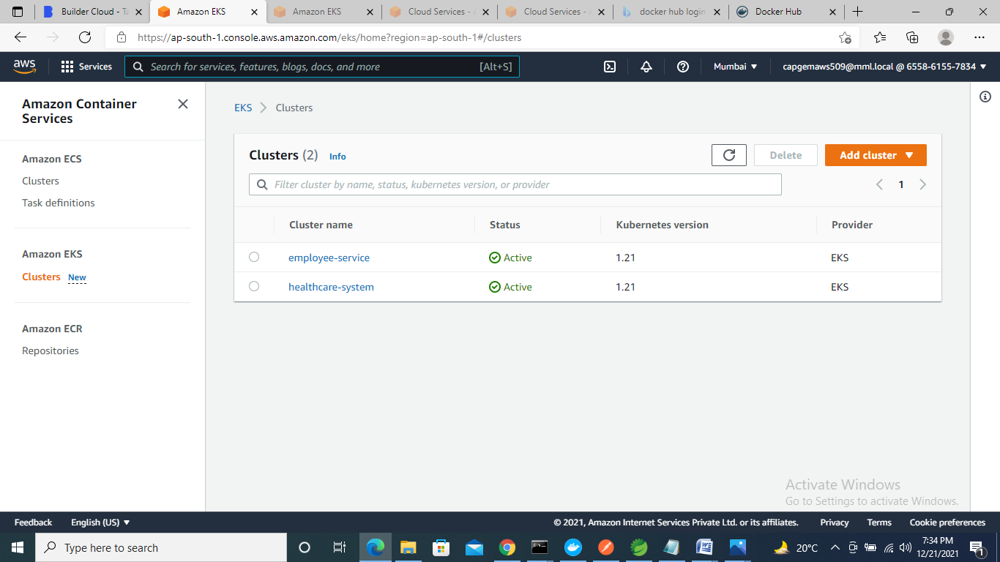 Builder Cloud - Ta
Amazon EKS
Amazon EKS
Cloud Services - A
Cloud Services - A
docker hub login
Docker Hub
https://ap-south-1.console.aws.amazon.com/eks/home?region=ap-south-1#/clusters
aws
Services
Search for services, features, blogs, docs, and more
[Alt+S]
Mumbai
capgemaws509@mml.local @ 6558-6155-7834
Amazon Container
Services
Amazon ECS
Clusters
Task definitions
Amazon EKS
Clusters New
Amazon ECR
Repositories
EKS Clusters
Clusters (2) Info
Delete
Add cluster
Filter cluster by name, status, kubernetes version, or provider
1
Cluster name Status Kubernetes version Provider
employee-service Active 1.21 EKS
healthcare-system Active 1.21 EKS
Activate Windows
Go to Settings to activate Windows.
Feedback English (US) © 2021, Amazon Internet Services Private Ltd. or its affiliates. Privacy Terms Cookie preferences
Type here to search
20°C
7:34 PM
12/21/2021
1